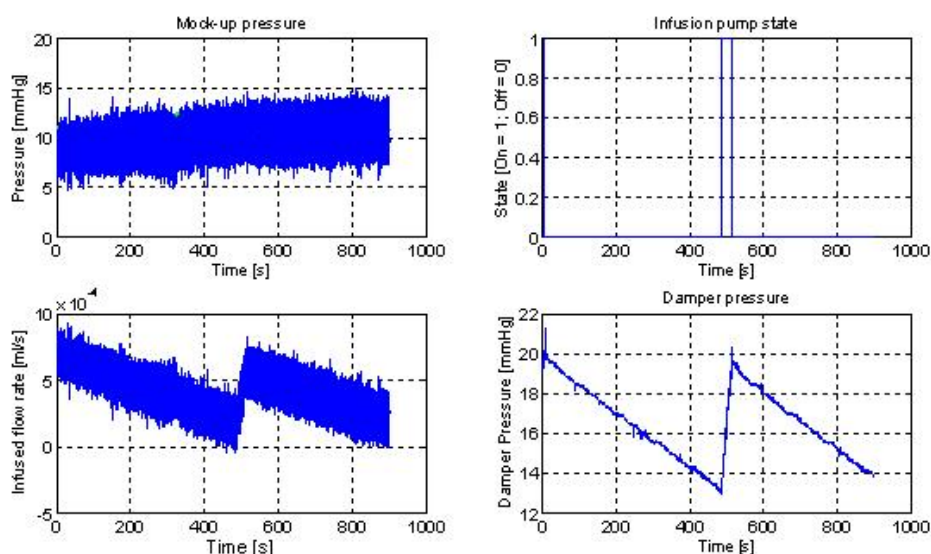 Mock-up pressure
20
15
10
5
0
Pressure [mmHg]
0 200 400 600 800 1000
Time [s]
Infusion pump state
1
0.8
0.6
0.4
0.2
0
State [On = 1; Off = 0]
0 200 400 600 800 1000
Time [s]
× 10⁻⁴
10
5
0
-5
Infused flow rate [ml/s]
0 200 400 600 800 1000
Time [s]
Damper pressure
22
20
18
16
14
12
Damper Pressure [mmHg]
0 200 400 600 800 1000
Time [s]